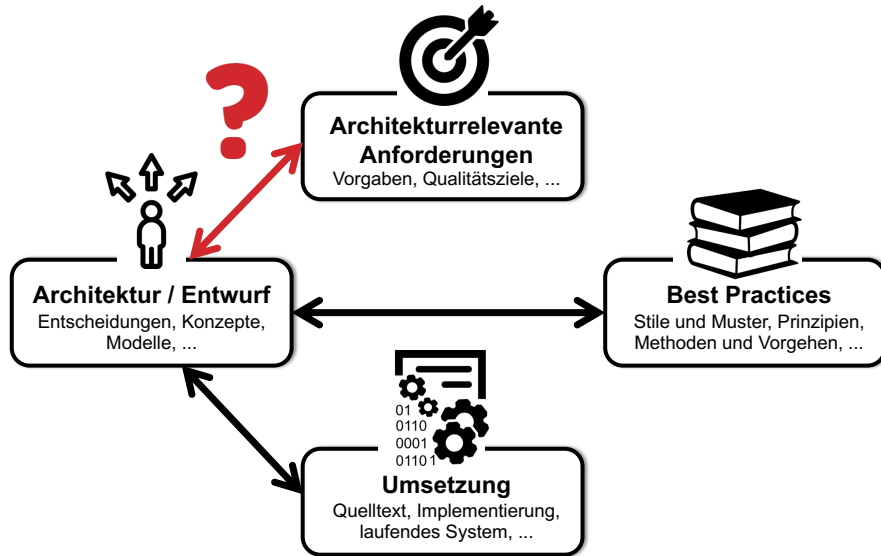 ?
Architekturrelevante
Anforderungen
Vorgaben, Qualitätsziele, ...
Architektur / Entwurf
Entscheidungen, Konzepte,
Modelle, ...
Best Practices
Stile und Muster, Prinzipien,
Methoden und Vorgehen, ...
01
0110
0001
0110 1
Umsetzung
Quelltext, Implementierung,
laufendes System, ...